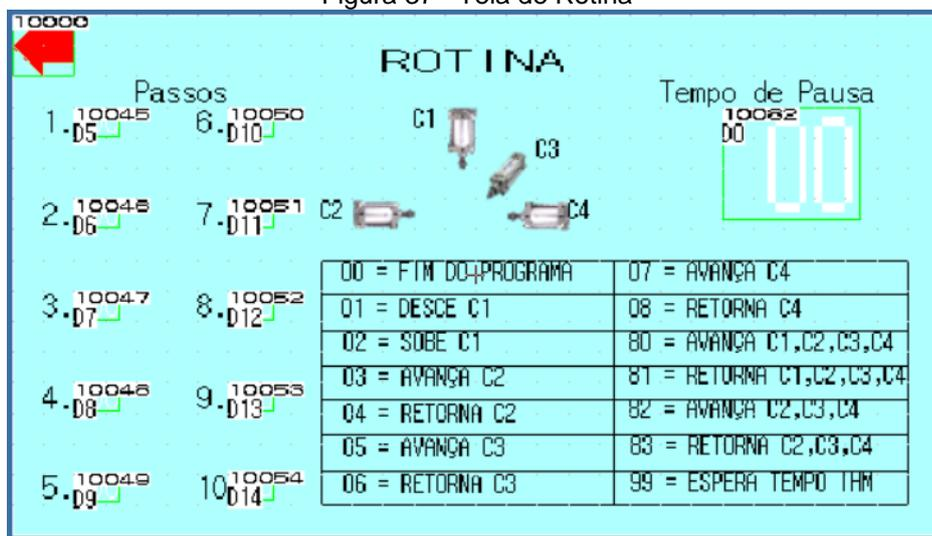 Figura 37 - Tela de Rotina
10000
ROTINA
Passos
Tempo de Pausa
1.
10045
D5
6.
10050
D10
C1
C3
10062
D0
00
2.
10046
D6
7.
10051
D11
C2
C4
3.
10047
D7
8.
10052
D12
4.
10048
D8
9.
10053
D13
5.
10049
D9
10
10054
D14
00 = FIM DO PROGRAMA
07 = AVANÇA C4
01 = DESCE C1
08 = RETORNA C4
02 = SOBE C1
80 = AVANÇA C1,C2,C3,C4
03 = AVANÇA C2
81 = RETORNA C1,C2,C3,C4
04 = RETORNA C2
82 = AVANÇA C2,C3,C4
05 = AVANÇA C3
83 = RETORNA C2,C3,C4
06 = RETORNA C3
99 = ESPERA TEMPO IHM